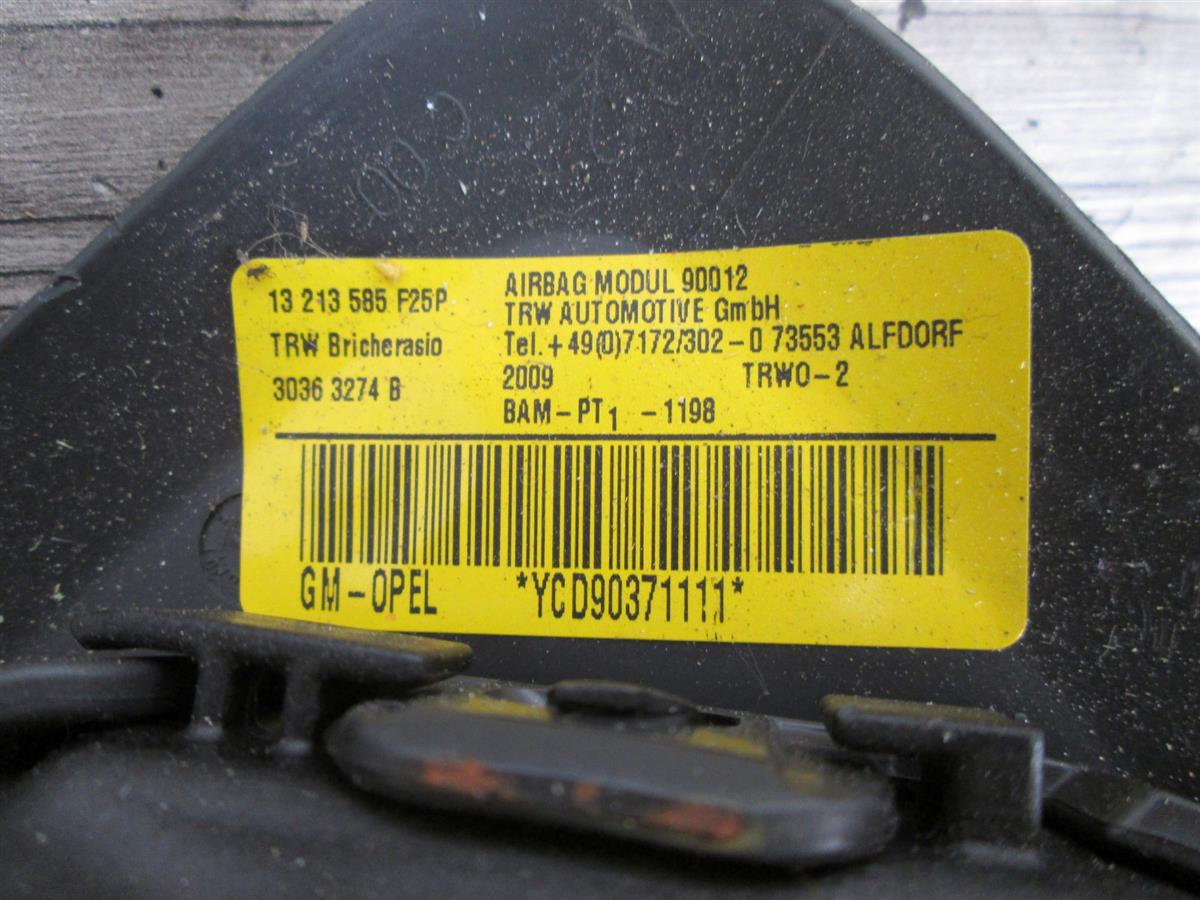 13 213 585 F25P
TRW Bricherasio
3036 3274 B
AIRBAG MODUL 90012
TRW AUTOMOTIVE GmbH
Tel.+49(0)7172/302-0 73553 ALFDORF
2009 TRWO-2
BAM-PT1 -1198
GM-OPEL *YCD90371111*